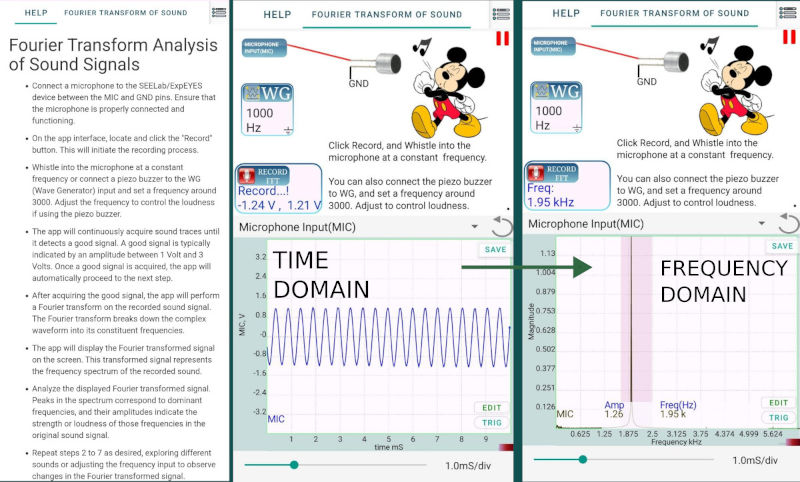 HELP
FOURIER TRANSFORM OF SOUND
Fourier Transform Analysis
of Sound Signals
Connect a microphone to the SEELab/ExpEYES
device between the MIC and GND pins. Ensure that
the microphone is properly connected and
functioning.
On the app interface, locate and click the "Record"
button. This will initiate the recording process.
Whistle into the microphone at a constant
frequency or connect a piezo buzzer to the WG
(Wave Generator) input and set a frequency around
3000. Adjust the frequency to control the loudness
if using the piezo buzzer.
The app will continuously acquire sound traces until
it detects a good signal. A good signal is typically
indicated by an amplitude between 1 Volt and 3
Volts. Once a good signal is acquired, the app will
automatically proceed to the next step.
After acquiring the good signal, the app will perform
a Fourier transform on the recorded sound signal.
The Fourier transform breaks down the complex
waveform into its constituent frequencies.
The app will display the Fourier transformed signal
on the screen. This transformed signal represents
the frequency spectrum of the recorded sound.
Analyze the displayed Fourier transformed signal.
Peaks in the spectrum correspond to dominant
frequencies, and their amplitudes indicate the
strength or loudness of those frequencies in the
original sound signal.
Repeat steps 2 to 7 as desired, exploring different
sounds or adjusting the frequency input to observe
changes in the Fourier transformed signal.
HELP
FOURIER TRANSFORM OF SOUND
MICROPHONE
INPUT(MIC)
GND
WG
1000
Hz
Click Record, and Whistle into the
microphone at a constant frequency.
RECORD
FFT
Record...!
-1.24 V , 1.21 V
You can also connect the piezo buzzer
to WG, and set a frequency around
3000. Adjust to control loudness.
Microphone Input(MIC)
SAVE
TIME
DOMAIN
MIC, V
3.2
2.4
1.6
0.8
-0
-0.8
-1.5
-2.4
-3.2
MIC
EDIT
TRIG
1 2 3 4 5 6 7 8 9
time mS
1.0mS/div
HELP
FOURIER TRANSFORM OF SOUND
MICROPHONE
INPUT(MIC)
GND
WG
1000
Hz
Click Record, and Whistle into the
microphone at a constant frequency.
RECORD
FFT
Freq:
1.95 kHz
You can also connect the piezo buzzer
to WG, and set a frequency around
3000. Adjust to control loudness.
Microphone Input(MIC)
SAVE
FREQUENCY
DOMAIN
Magnitude
1.13
1.004
0.879
0.753
0.628
0.502
0.377
0.251
0.126
Amp Freq(Hz)
MIC 1.26 1.95 k
EDIT
TRIG
0.625 1.25 1.875 2.5 3.125 3.75 4.374 4.999 5.624
Frequency kHz
1.0mS/div